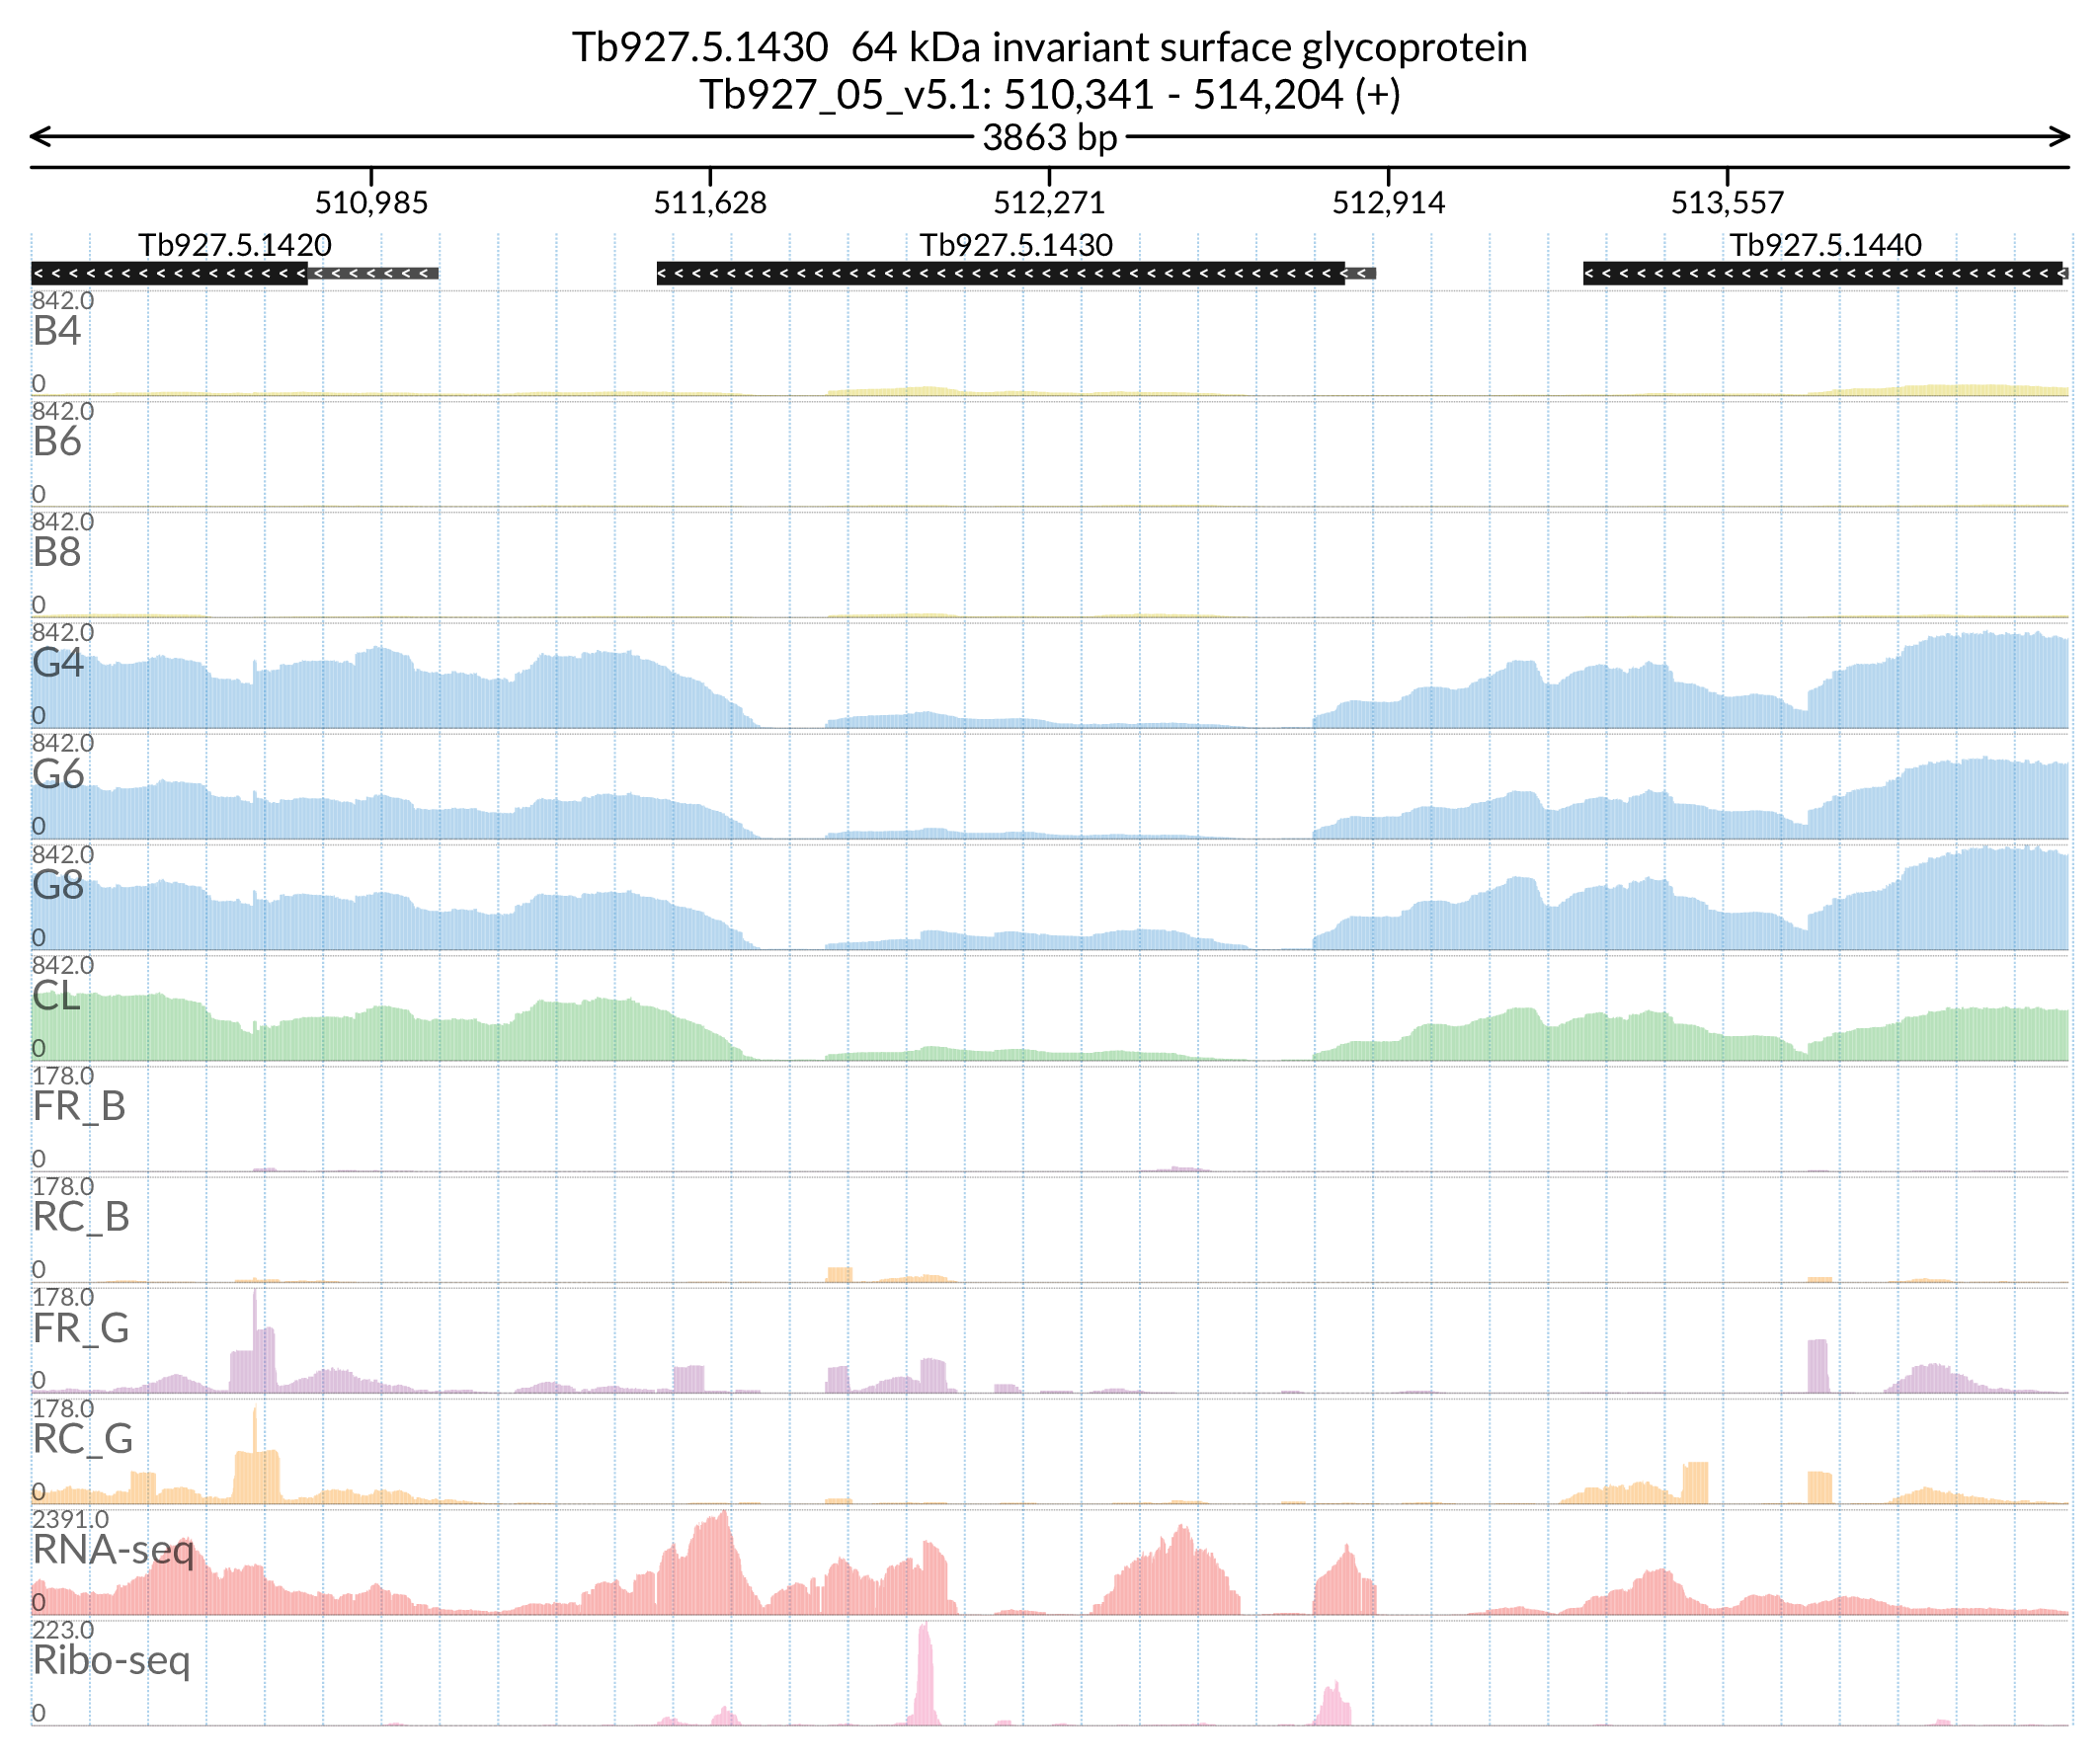 Tb927.5.1430 64 kDa invariant surface glycoprotein
Tb927_05_v5.1: 510,341 - 514,204 (+)
3863 bp
510,985 511,628 512,271 512,914 513,557
Tb927.5.1420 Tb927.5.1430 Tb927.5.1440
842.0
B4
0
842.0
B6
0
842.0
B8
0
842.0
G4
0
842.0
G6
0
842.0
G8
0
842.0
CL
0
178.0
FR_B
0
178.0
RC_B
0
178.0
FR_G
0
178.0
RC_G
0
2391.0
RNA-seq
0
223.0
Ribo-seq
0